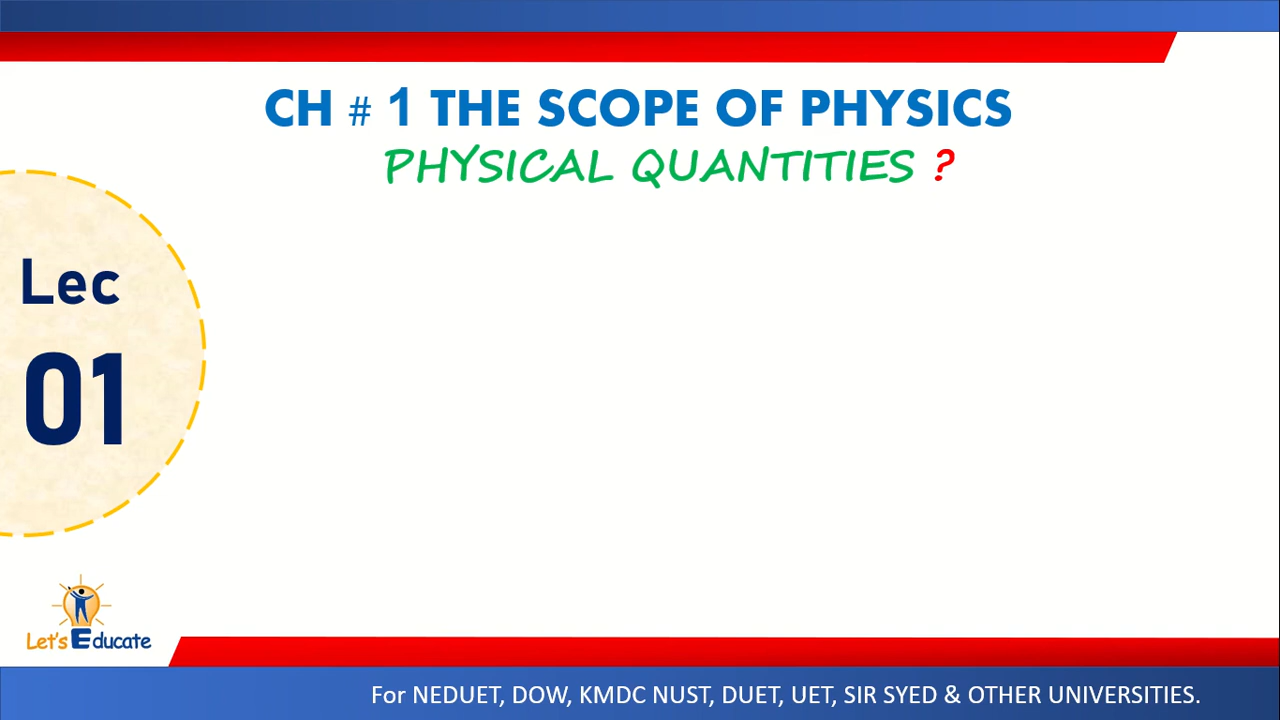 CH # 1 THE SCOPE OF PHYSICS
PHYSICAL QUANTITIES ?
Lec
01
Let's Educate
For NEDUET, DOW, KMDC NUST, DUET, UET, SIR SYED & OTHER UNIVERSITIES.